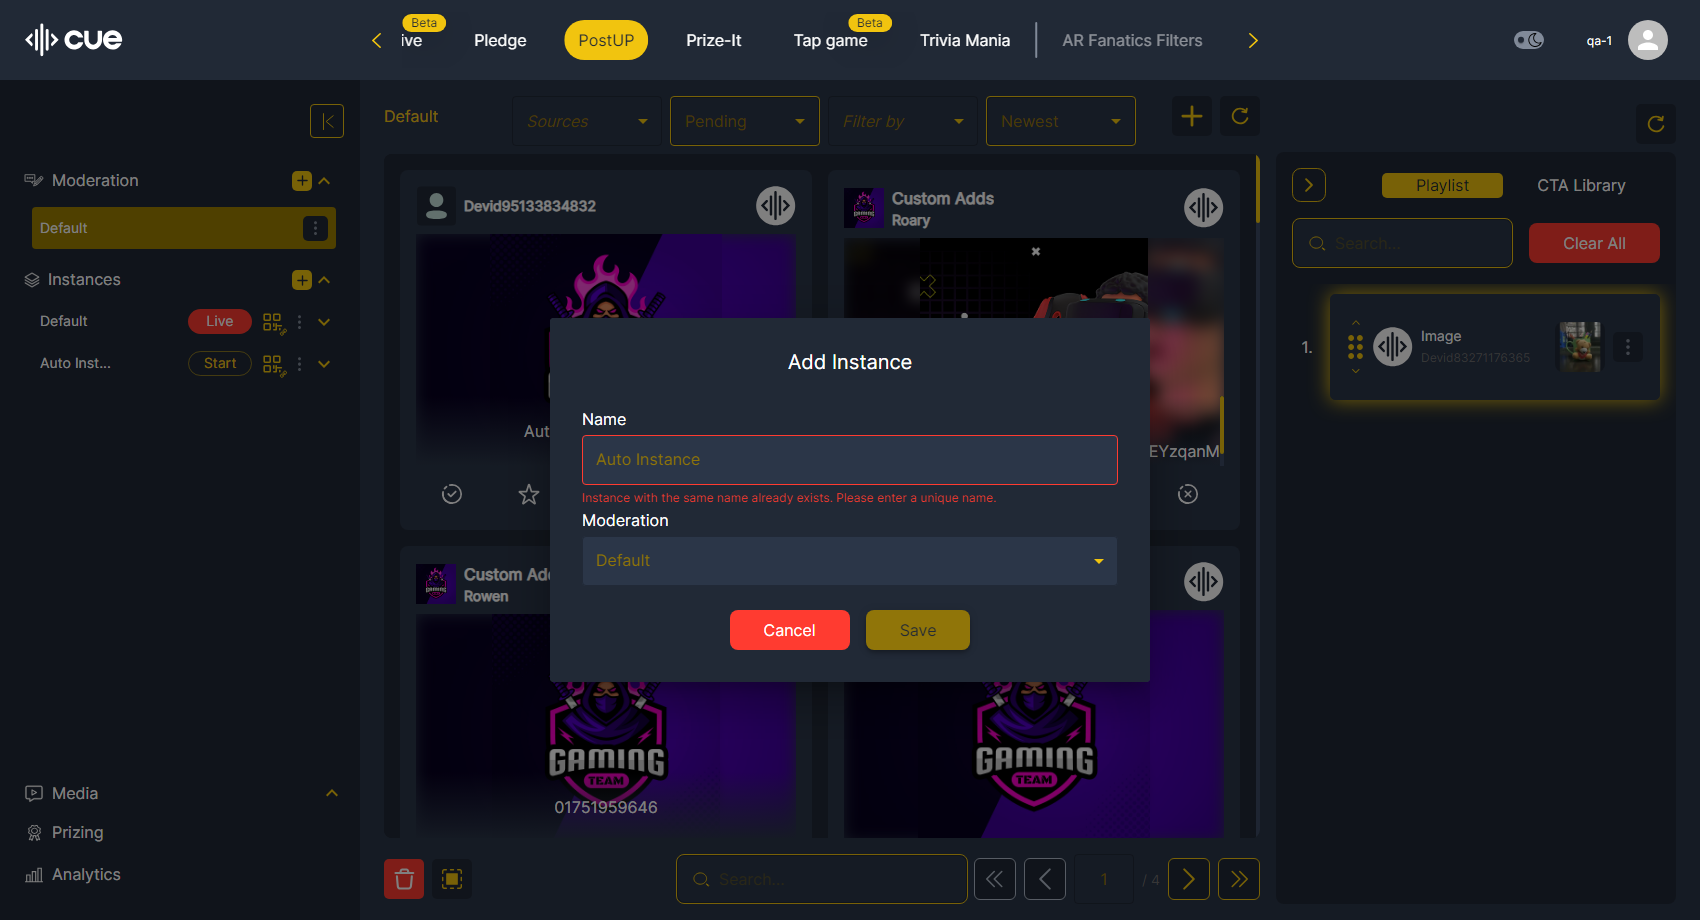 cue
Beta
ive
Pledge
PostUP
Prize-It
Beta
Tap game
Trivia Mania
AR Fanatics Filters
qa-1
Moderation
Default
Instances
Default
Live
Auto Inst...
Start
Media
Prizing
Analytics
Default
Sources
Pending
Filter by
Newest
Devid95133834832
Aut
Custom Adds
Roary
EYzqanM
Custom Add
Rowen
GAMING
TEAM
01751959646
GAMING
TEAM
Add Instance
Name
Auto Instance
Instance with the same name already exists. Please enter a unique name.
Moderation
Default
Cancel
Save
Search...
1
/ 4
Playlist
CTA Library
Search...
Clear All
1.
Image
Devid83271176365